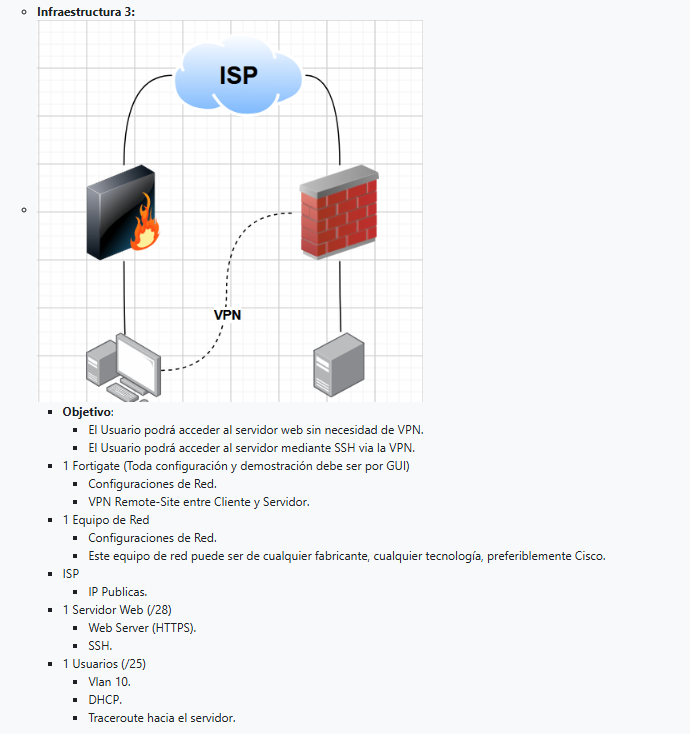 Infraestructura 3:
ISP
VPN
Objetivo:
El Usuario podrá acceder al servidor web sin necesidad de VPN.
El Usuario podrá acceder al servidor mediante SSH via la VPN.
1 Fortigate (Toda configuración y demostración debe ser por GUI)
Configuraciones de Red.
VPN Remote-Site entre Cliente y Servidor.
1 Equipo de Red
Configuraciones de Red.
Este equipo de red puede ser de cualquier fabricante, cualquier tecnología, preferiblemente Cisco.
ISP
IP Publicas.
1 Servidor Web (/28)
Web Server (HTTPS).
SSH.
1 Usuarios (/25)
Vlan 10.
DHCP.
Traceroute hacia el servidor.